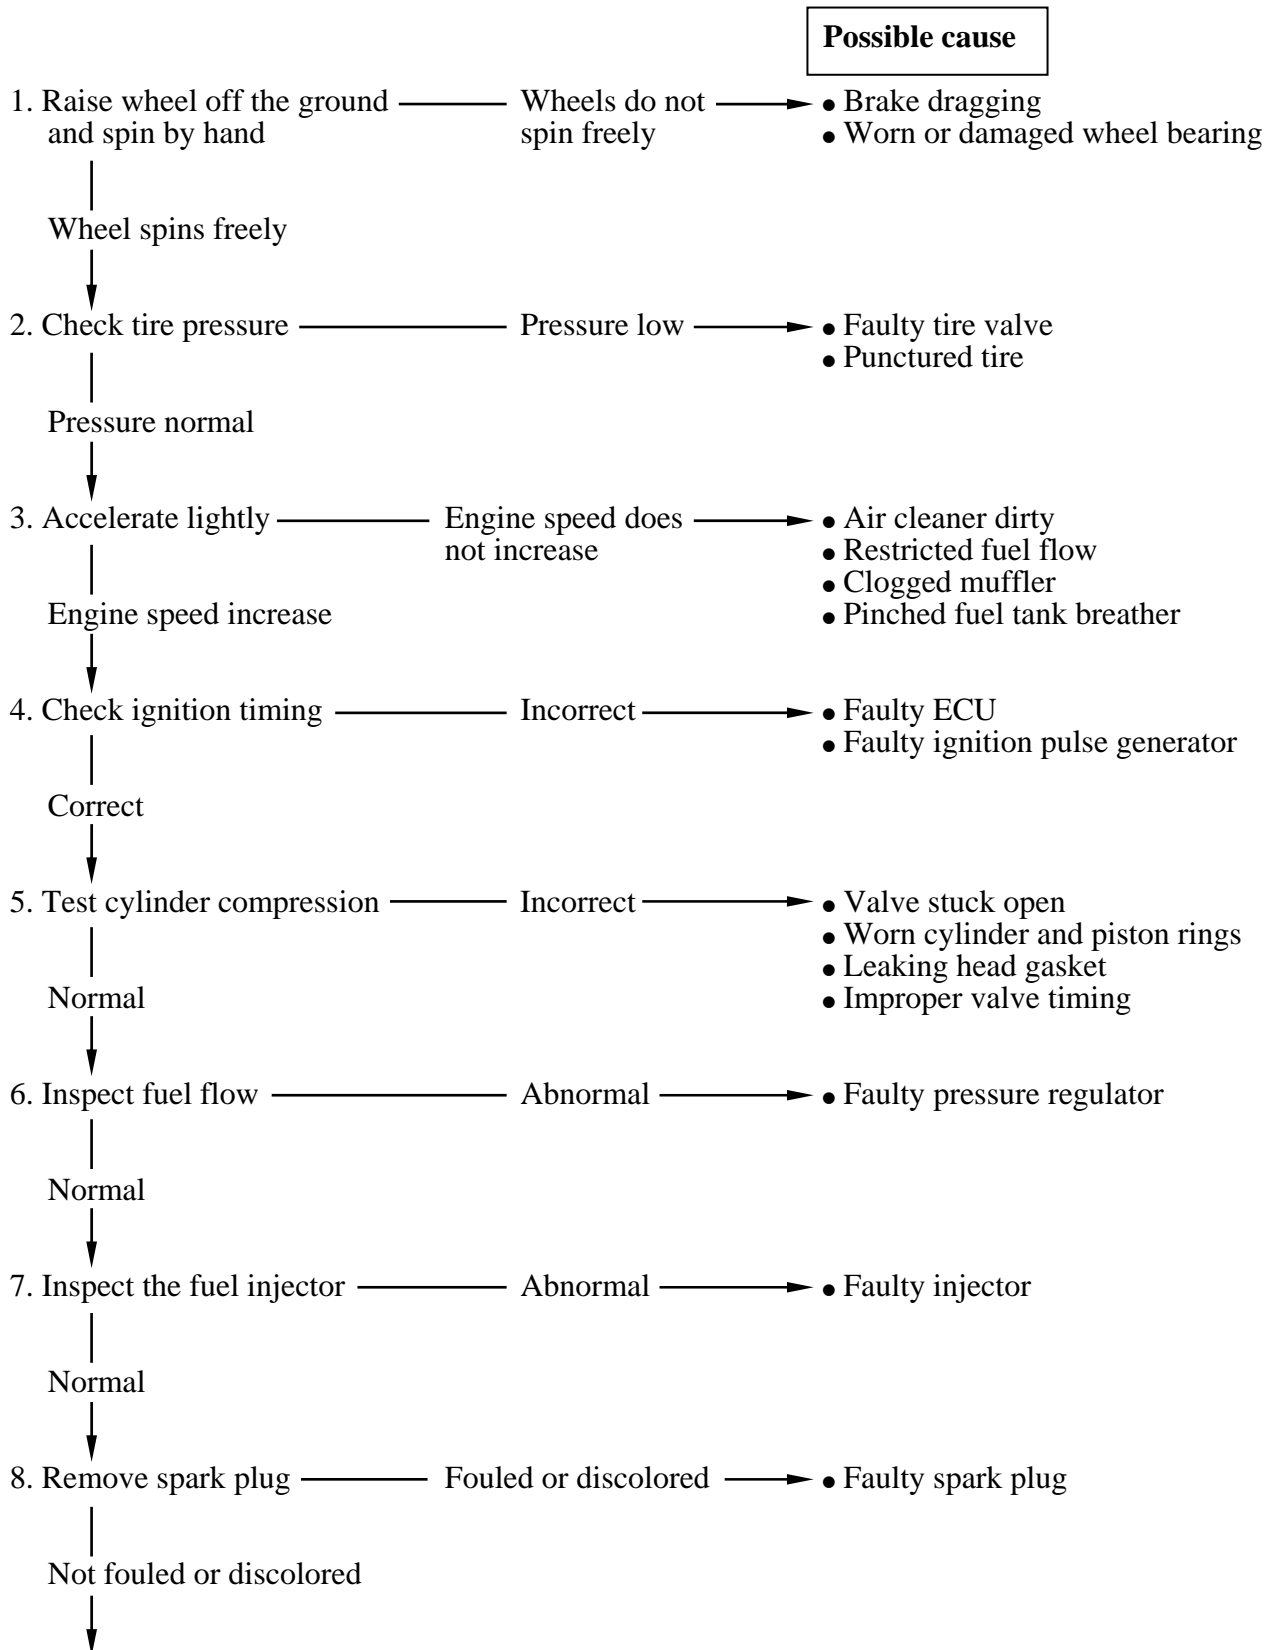 Possible cause
1. Raise wheel off the ground Wheels do not ● Brake dragging
and spin by hand spin freely ● Worn or damaged wheel bearing
Wheel spins freely
2. Check tire pressure Pressure low ● Faulty tire valve
● Punctured tire
Pressure normal
3. Accelerate lightly Engine speed does ● Air cleaner dirty
not increase ● Restricted fuel flow
● Clogged muffler
Engine speed increase ● Pinched fuel tank breather
4. Check ignition timing Incorrect ● Faulty ECU
● Faulty ignition pulse generator
Correct
5. Test cylinder compression Incorrect ● Valve stuck open
● Worn cylinder and piston rings
● Leaking head gasket
Normal ● Improper valve timing
6. Inspect fuel flow Abnormal ● Faulty pressure regulator
Normal
7. Inspect the fuel injector Abnormal ● Faulty injector
Normal
8. Remove spark plug Fouled or discolored ● Faulty spark plug
Not fouled or discolored